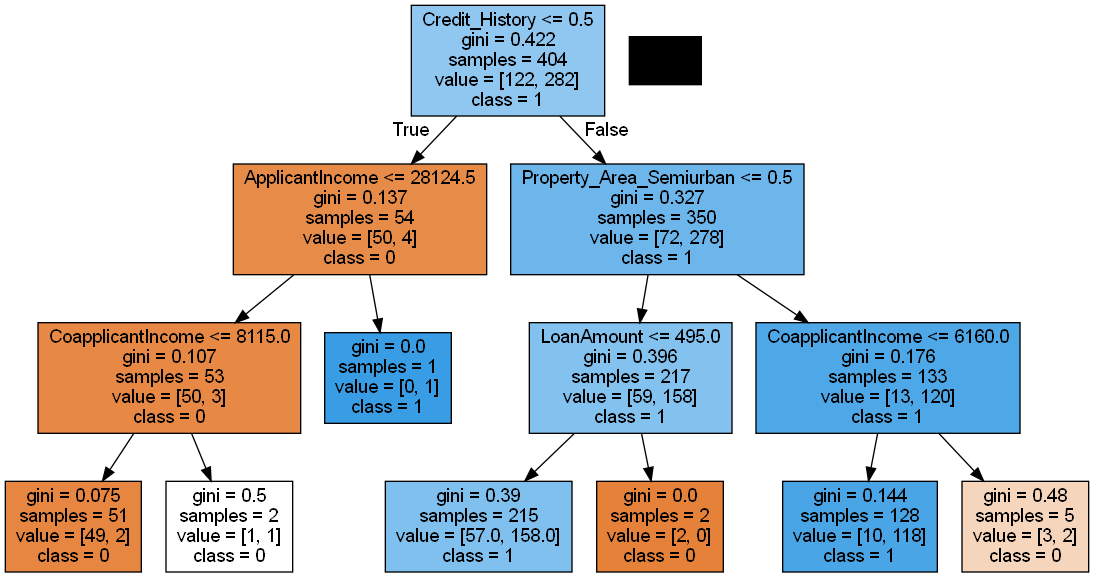 Credit_History <= 0.5
gini = 0.422
samples = 404
value = [122, 282]
class = 1
True
False
ApplicantIncome <= 28124.5
gini = 0.137
samples = 54
value = [50, 4]
class = 0
Property_Area_Semiurban <= 0.5
gini = 0.327
samples = 350
value = [72, 278]
class = 1
CoapplicantIncome <= 8115.0
gini = 0.107
samples = 53
value = [50, 3]
class = 0
gini = 0.0
samples = 1
value = [0, 1]
class = 1
LoanAmount <= 495.0
gini = 0.396
samples = 217
value = [59, 158]
class = 1
CoapplicantIncome <= 6160.0
gini = 0.176
samples = 133
value = [13, 120]
class = 1
gini = 0.075
samples = 51
value = [49, 2]
class = 0
gini = 0.5
samples = 2
value = [1, 1]
class = 0
gini = 0.39
samples = 215
value = [57.0, 158.0]
class = 1
gini = 0.0
samples = 2
value = [2, 0]
class = 0
gini = 0.144
samples = 128
value = [10, 118]
class = 1
gini = 0.48
samples = 5
value = [3, 2]
class = 0